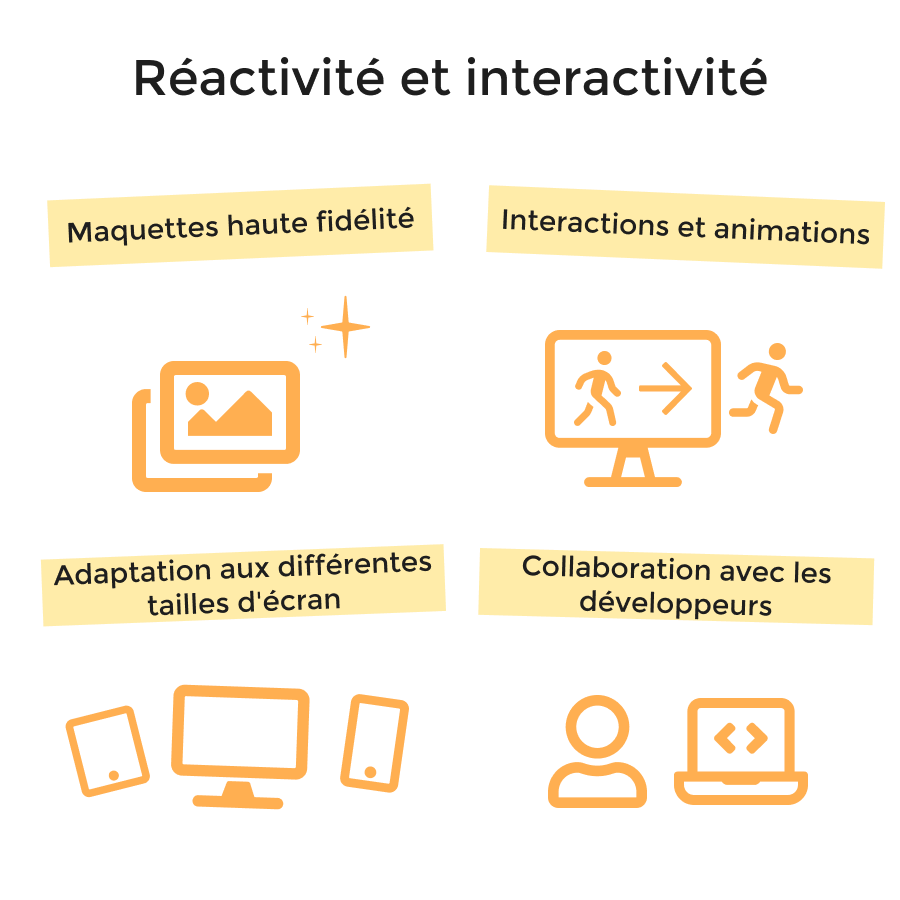 Réactivité et interactivité
Maquettes haute fidélité
Interactions et animations
Adaptation aux différentes
tailles d'écran
Collaboration avec les
développeurs